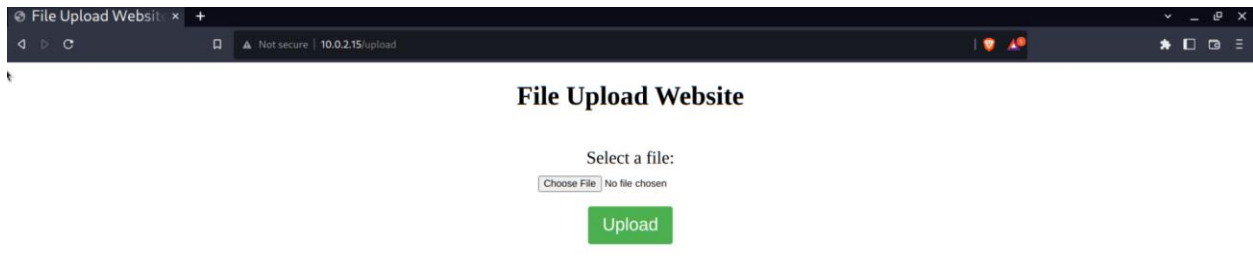 File Upload Website
Not secure | 10.0.2.15/upload
File Upload Website
Select a file:
Choose File No file chosen
Upload